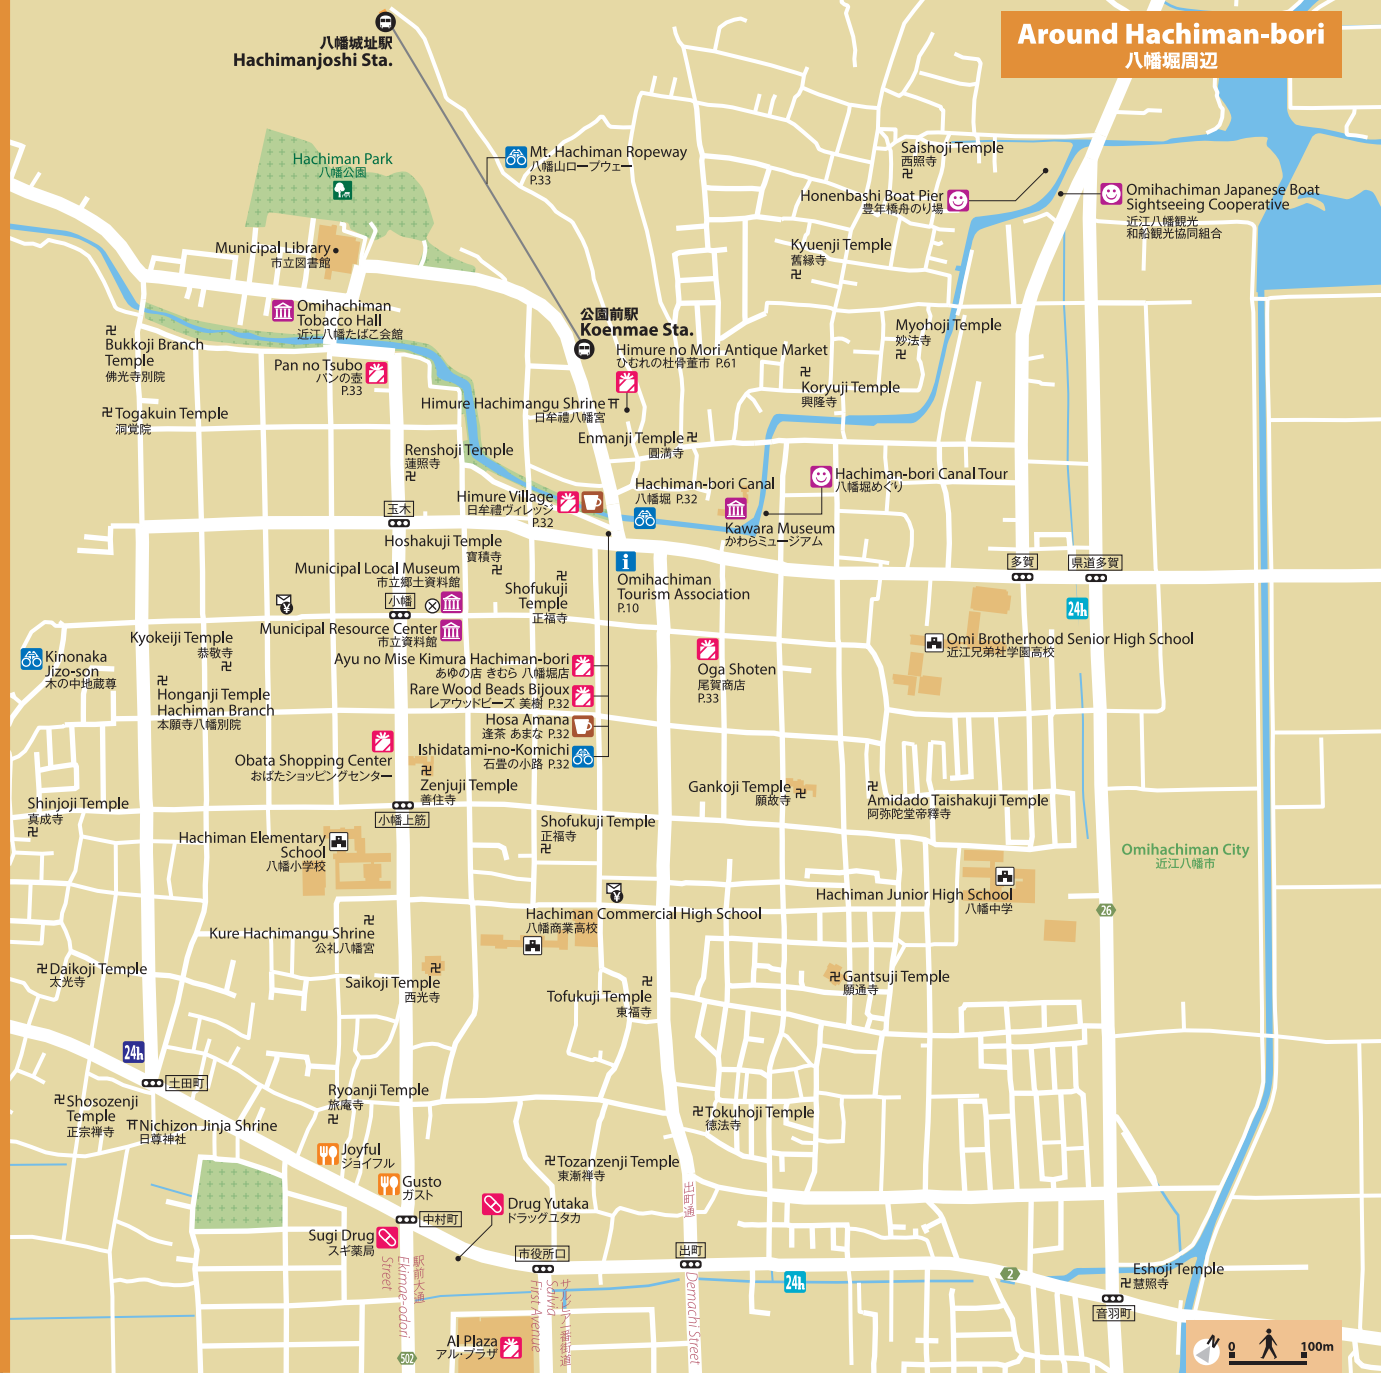 Around Hachiman-bori
八幡堀周辺
八幡城址駅
Hachimanjoshi Sta.
Mt. Hachiman Ropeway
八幡山ロープウェー
P.33
Hachiman Park
八幡公園
Saishoji Temple
西照寺
Honenbashi Boat Pier
豊年橋舟のり場
Omihachiman Japanese Boat
Sightseeing Cooperative
近江八幡観光
和船観光協同組合
Municipal Library
市立図書館
Kyuenji Temple
舊縁寺
Omihachiman
Tobacco Hall
近江八幡たばこ会館
公園前駅
Koenmae Sta.
Bukkoji Branch
Temple
佛光寺別院
Myohoji Temple
妙法寺
Himure no Mori Antique Market
ひむれの杜骨董市 P.61
Pan no Tsubo
パンの壺
P.33
Koryuji Temple
興隆寺
Himure Hachimangu Shrine
日牟禮八幡宮
Togakuin Temple
洞覚院
Enmanji Temple
圓満寺
Renshoji Temple
蓮照寺
Hachiman-bori Canal Tour
八幡堀めぐり
Hachiman-bori Canal
八幡堀 P.32
Himure Village
日牟禮ヴィレッジ
P.32
玉木
Kawara Museum
かわらミュージアム
Hoshakuji Temple
寶積寺
多賀
県道多賀
Municipal Local Museum
市立郷土資料館
Omihachiman
Tourism Association
P.10
Shofukuji
Temple
正福寺
小幡
24h
Municipal Resource Center
市立資料館
Kyokeiji Temple
恭敬寺
Omi Brotherhood Senior High School
近江兄弟社学園高校
Kinonaka
Jizo-son
木の中地蔵尊
Ayu no Mise Kimura Hachiman-bori
あゆの店 きむら 八幡堀店
Oga Shoten
尾賀商店
P.33
Honganji Temple
Hachiman Branch
本願寺八幡別院
Rare Wood Beads Bijoux
レアウッドビーズ 美樹 P.32
Hosa Amana
逢茶 あまな P.32
Ishidatami-no-Komichi
石畳の小路 P.32
Obata Shopping Center
おばたショッピングセンター
Zenjuji Temple
善住寺
Gankoji Temple
願故寺
Amidado Taishakuji Temple
阿弥陀堂帝釋寺
Shinjoji Temple
真成寺
小幡上筋
Shofukuji Temple
正福寺
Hachiman Elementary
School
八幡小学校
Omihachiman City
近江八幡市
Hachiman Junior High School
八幡中学
26
Hachiman Commercial High School
八幡商業高校
Kure Hachimangu Shrine
公礼八幡宮
Daikoji Temple
太光寺
Saikoji Temple
西光寺
Gantsuji Temple
願通寺
Tofukuji Temple
東福寺
24h
土田町
Ryoanji Temple
旅庵寺
Shosozenji
Temple
正宗禅寺
Nichizon Jinja Shrine
日尊神社
Tokuhoji Temple
徳法寺
Joyful
ジョイフル
Tozanzenji Temple
東漸禅寺
Gusto
ガスト
出町通
Drug Yutaka
ドラッグユタカ
中村町
Sugi Drug
スギ薬局
市役所口
出町
駅前大通
Ekimae-odori
Street
サルビア一番街道
Salvia
First Avenue
Demachi Street
24h
2
Eshoji Temple
慧照寺
音羽町
Al Plaza
アル・プラザ
502
N
0 100m